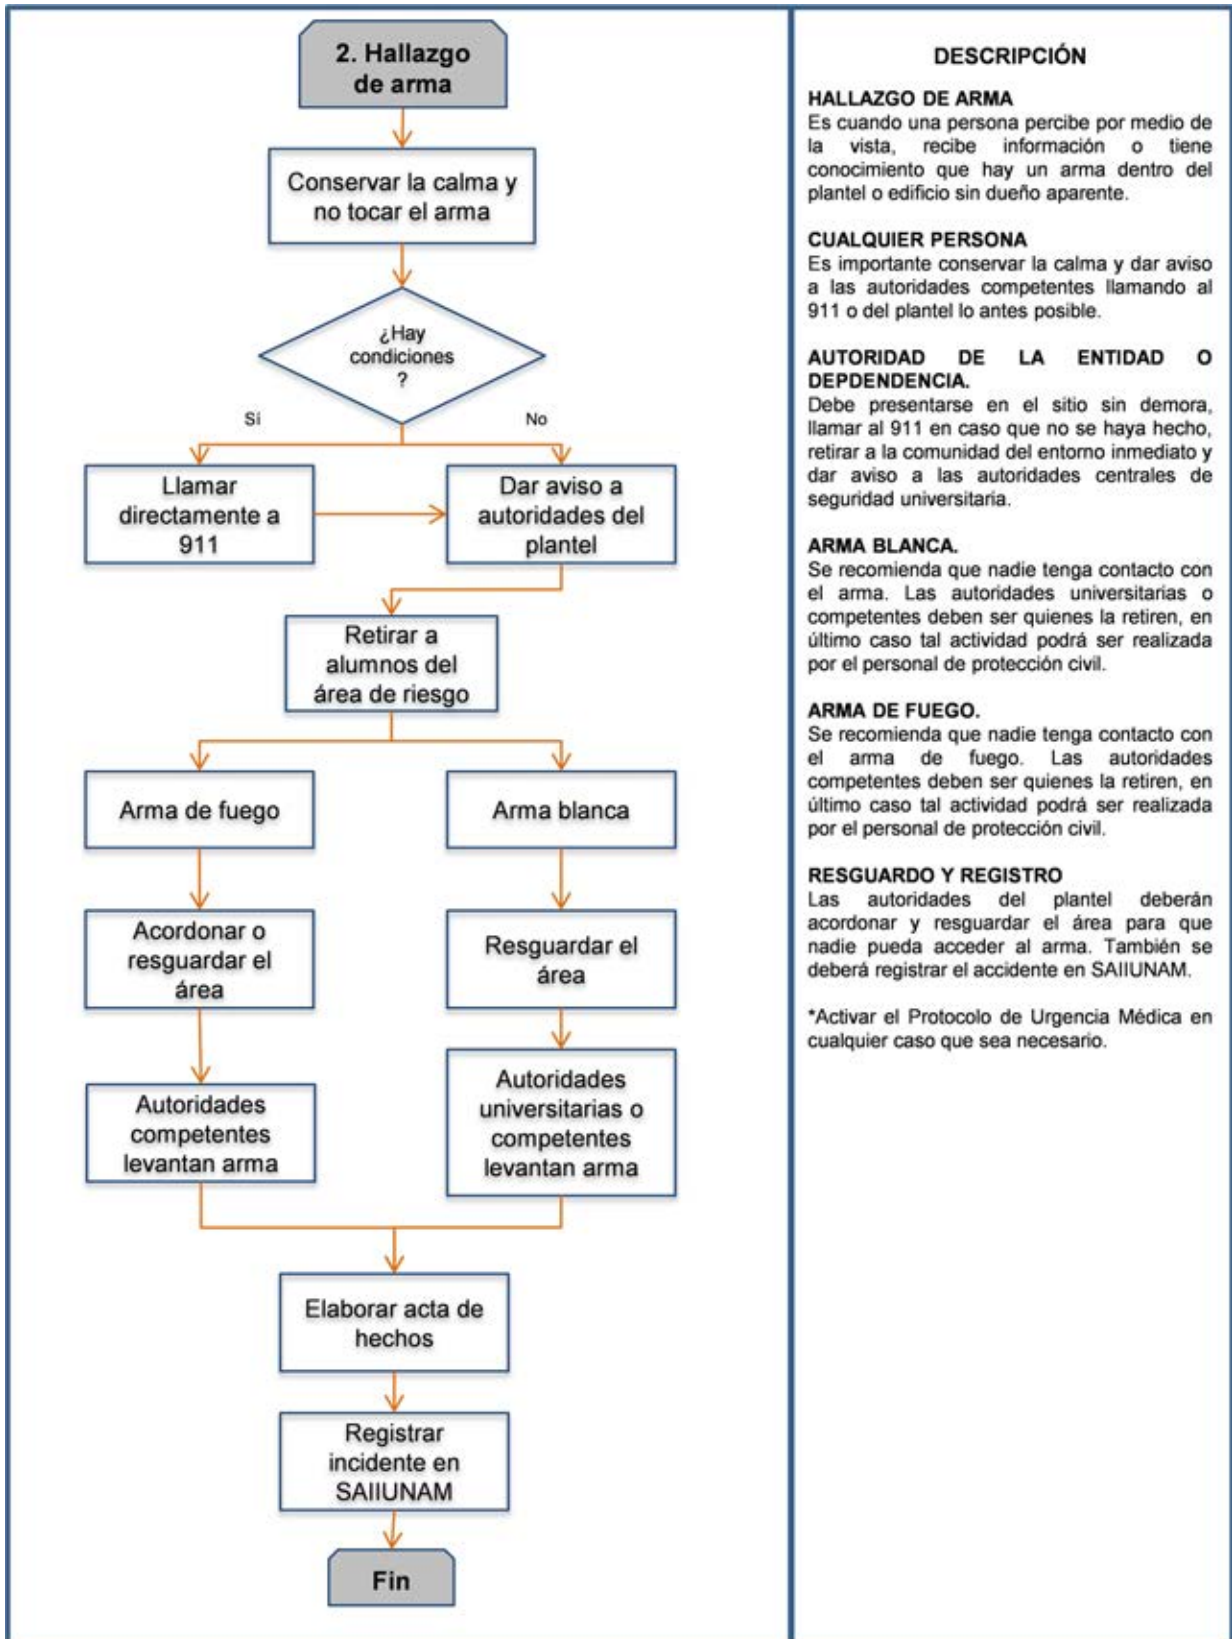 2. Hallazgo
de arma
Conservar la calma y
no tocar el arma
¿Hay
condiciones
?
Sí
No
Llamar
directamente a
911
Dar aviso a
autoridades del
plantel
Retirar a
alumnos del
área de riesgo
Arma de fuego
Arma blanca
Acordonar o
resguardar el
área
Resguardar el
área
Autoridades
competentes
levantan arma
Autoridades
universitarias o
competentes
levantan arma
Elaborar acta de
hechos
Registrar
incidente en
SAIIUNAM
Fin
DESCRIPCIÓN
HALLAZGO DE ARMA
Es cuando una persona percibe por medio de
la vista, recibe información o tiene
conocimiento que hay un arma dentro del
plantel o edificio sin dueño aparente.
CUALQUIER PERSONA
Es importante conservar la calma y dar aviso
a las autoridades competentes llamando al
911 o del plantel lo antes posible.
AUTORIDAD DE LA ENTIDAD O
DEPDENDENCIA.
Debe presentarse en el sitio sin demora,
llamar al 911 en caso que no se haya hecho,
retirar a la comunidad del entorno inmediato y
dar aviso a las autoridades centrales de
seguridad universitaria.
ARMA BLANCA.
Se recomienda que nadie tenga contacto con
el arma. Las autoridades universitarias o
competentes deben ser quienes la retiren, en
último caso tal actividad podrá ser realizada
por el personal de protección civil.
ARMA DE FUEGO.
Se recomienda que nadie tenga contacto con
el arma de fuego. Las autoridades
competentes deben ser quienes la retiren, en
último caso tal actividad podrá ser realizada
por el personal de protección civil.
RESGUARDO Y REGISTRO
Las autoridades del plantel deberán
acordonar y resguardar el área para que
nadie pueda acceder al arma. También se
deberá registrar el accidente en SAIIUNAM.
*Activar el Protocolo de Urgencia Médica en
cualquier caso que sea necesario.